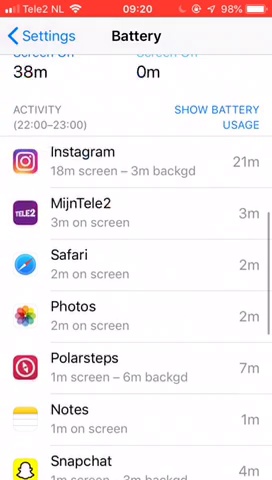 Tele2 NL 09:20 98%
Settings Battery
Screen On Screen Off
38m 0m
ACTIVITY SHOW BATTERY
(22:00–23:00) USAGE
Instagram
18m screen – 3m backgd 21m
TELE2
MijnTele2
3m on screen 3m
Safari
2m on screen 2m
Photos
2m on screen 2m
Polarsteps
1m screen – 6m backgd 7m
Notes
1m on screen 1m
Snapchat
1m screen – 3m backgd 4m